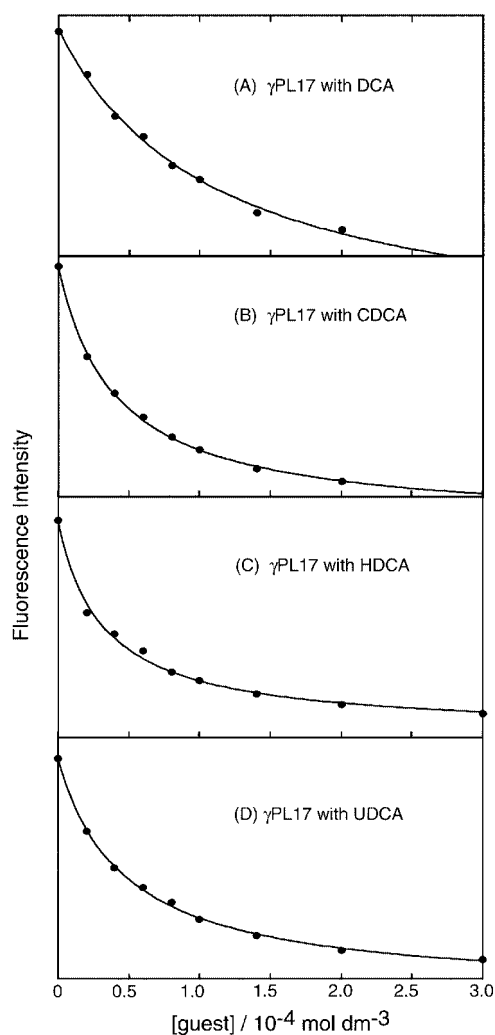 (A) γPL17 with DCA
(B) γPL17 with CDCA
(C) γPL17 with HDCA
(D) γPL17 with UDCA
Fluorescence Intensity
0 0.5 1.0 1.5 2.0 2.5 3.0
[guest] / 10-4 mol dm-3